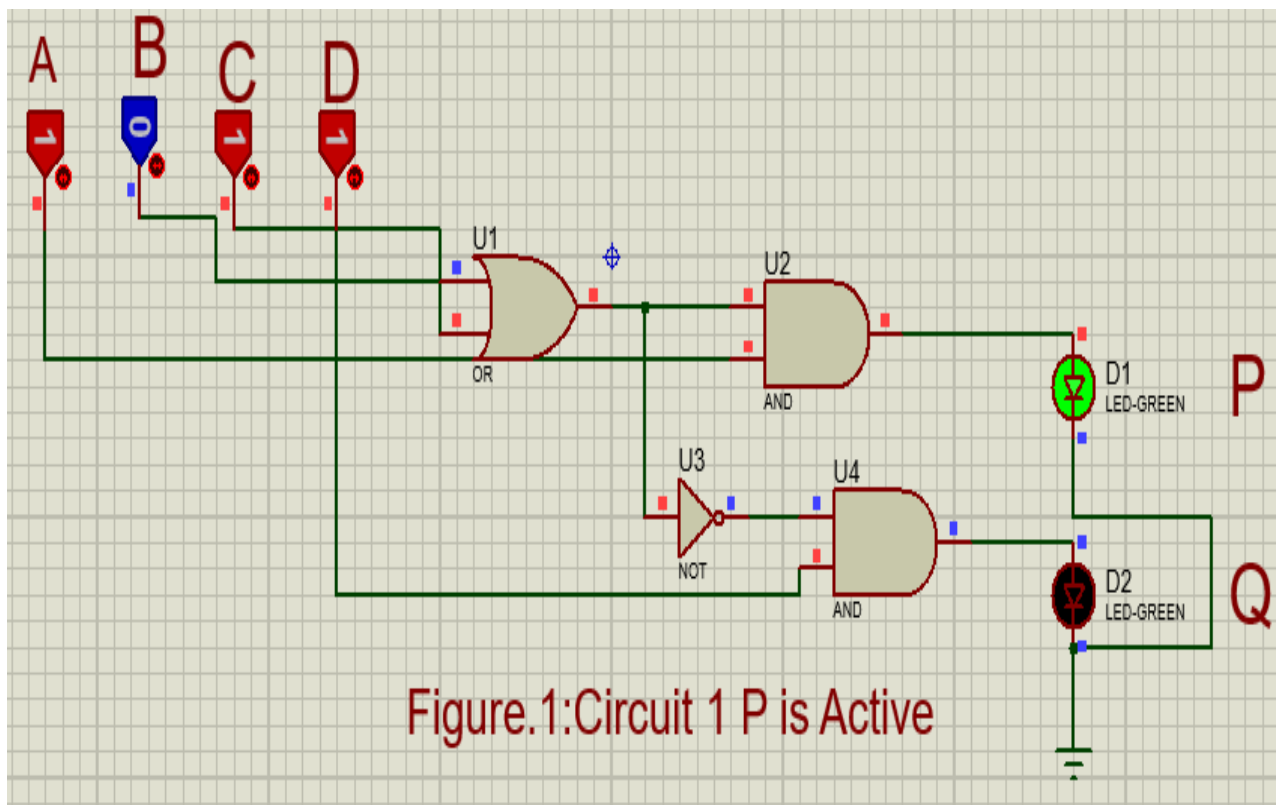 A B C D
1 0 1 1
U1
OR
U2
AND
U3
NOT
U4
AND
D1
LED-GREEN
P
D2
LED-GREEN
Q
Figure.1:Circuit 1 P is Active